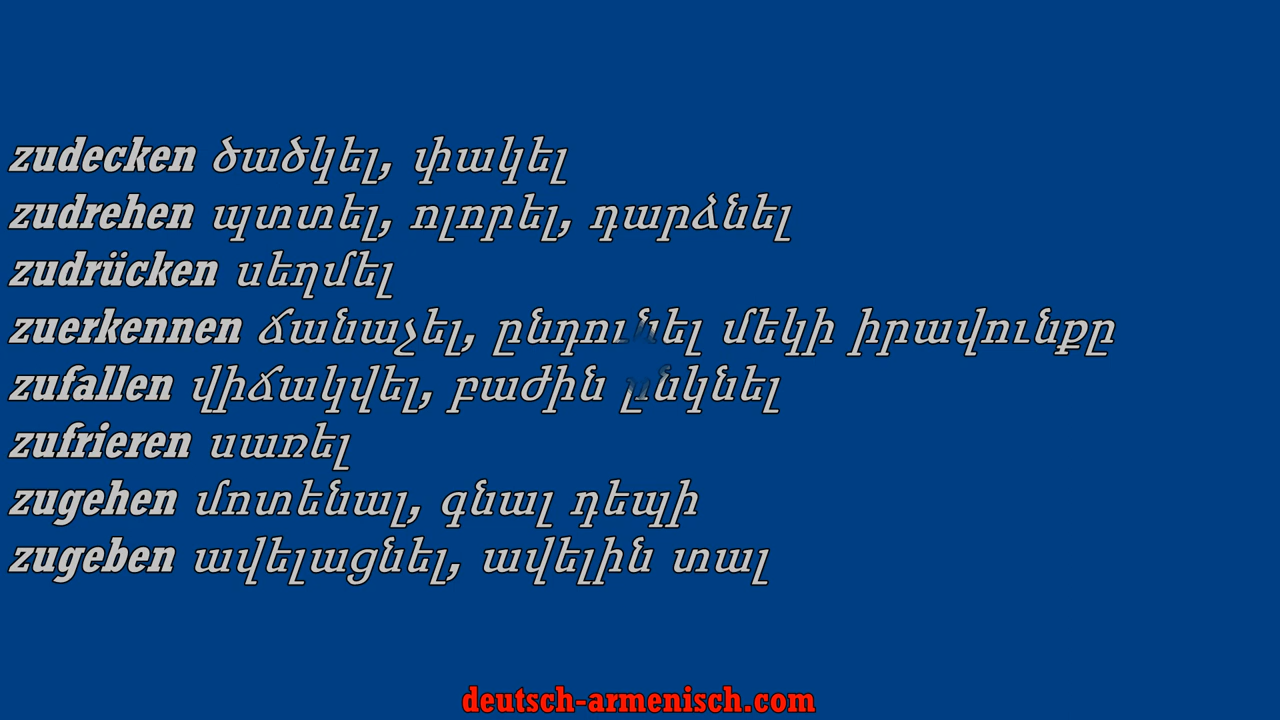 zudecken ծածկել, փակել
zudrehen պտտել, ոլորել, դարձնել
zudrücken սեղմել
zuerkennen ճանաչել, ընդունել մեկի իրավունքը
zufallen վիճակվել, բաժին ընկնել
zufrieren սառել
zugehen մոտենալ, գնալ դեպի
zugeben ավելացնել, ավելին տալ
deutsch-armenisch.com